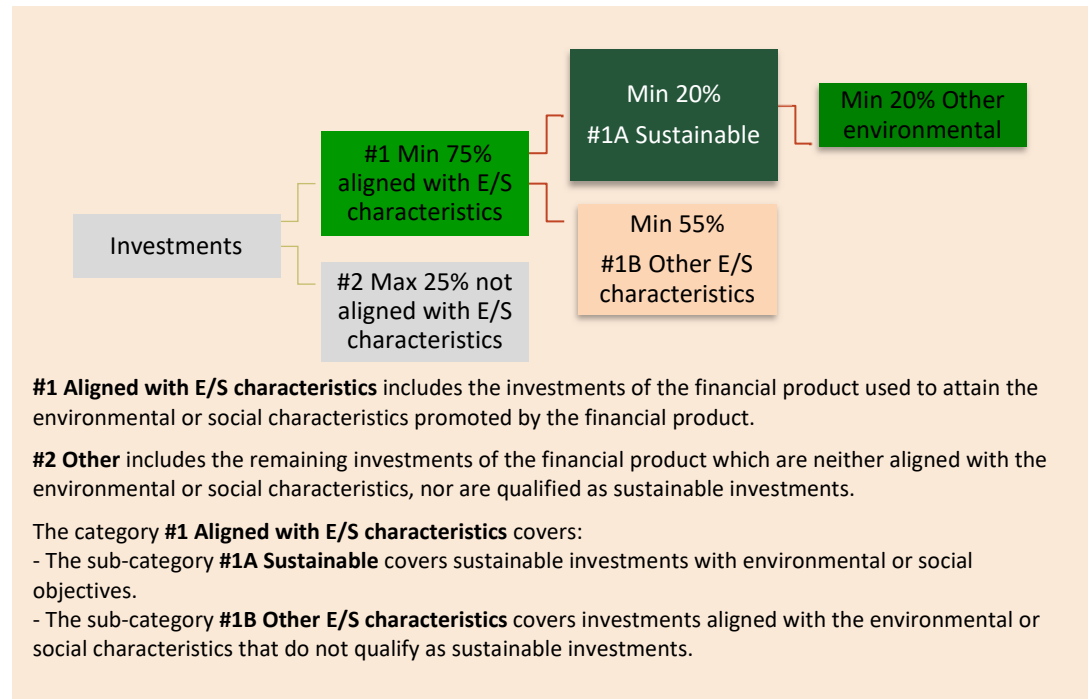 Min 20%
#1A Sustainable
Min 20% Other
environmental
#1 Min 75%
aligned with E/S
characteristics
Min 55%
#1B Other E/S
characteristics
Investments
#2 Max 25% not
aligned with E/S
characteristics
#1 Aligned with E/S characteristics includes the investments of the financial product used to attain the
environmental or social characteristics promoted by the financial product.
#2 Other includes the remaining investments of the financial product which are neither aligned with the
environmental or social characteristics, nor are qualified as sustainable investments.
The category #1 Aligned with E/S characteristics covers:
- The sub-category #1A Sustainable covers sustainable investments with environmental or social
objectives.
- The sub-category #1B Other E/S characteristics covers investments aligned with the environmental or
social characteristics that do not qualify as sustainable investments.